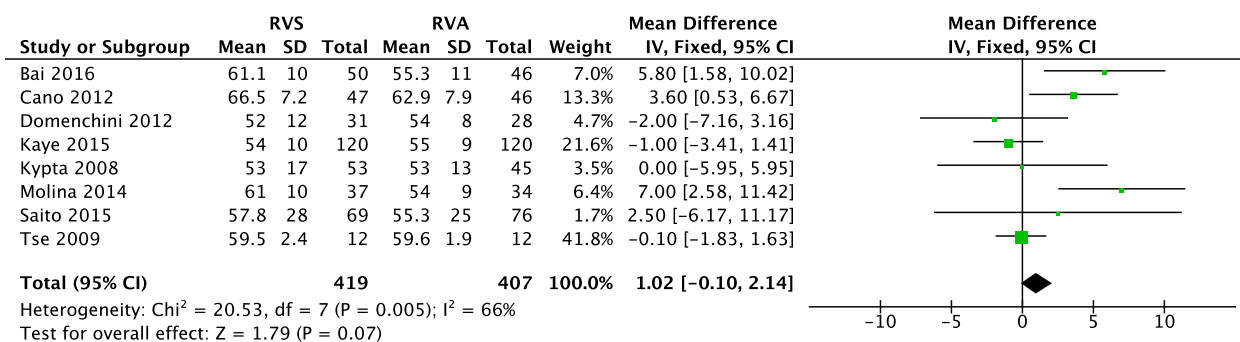 RVS RVA Mean Difference Mean Difference
Study or Subgroup Mean SD Total Mean SD Total Weight IV, Fixed, 95% CI IV, Fixed, 95% CI
Bai 2016 61.1 10 50 55.3 11 46 7.0% 5.80 [1.58, 10.02]
Cano 2012 66.5 7.2 47 62.9 7.9 46 13.3% 3.60 [0.53, 6.67]
Domenchini 2012 52 12 31 54 8 28 4.7% −2.00 [−7.16, 3.16]
Kaye 2015 54 10 120 55 9 120 21.6% −1.00 [−3.41, 1.41]
Kypta 2008 53 17 53 53 13 45 3.5% 0.00 [−5.95, 5.95]
Molina 2014 61 10 37 54 9 34 6.4% 7.00 [2.58, 11.42]
Saito 2015 57.8 28 69 55.3 25 76 1.7% 2.50 [−6.17, 11.17]
Tse 2009 59.5 2.4 12 59.6 1.9 12 41.8% −0.10 [−1.83, 1.63]
Total (95% CI) 419 407 100.0% 1.02 [−0.10, 2.14]
Heterogeneity: Chi² = 20.53, df = 7 (P = 0.005); I² = 66%
Test for overall effect: Z = 1.79 (P = 0.07)
−10 −5 0 5 10